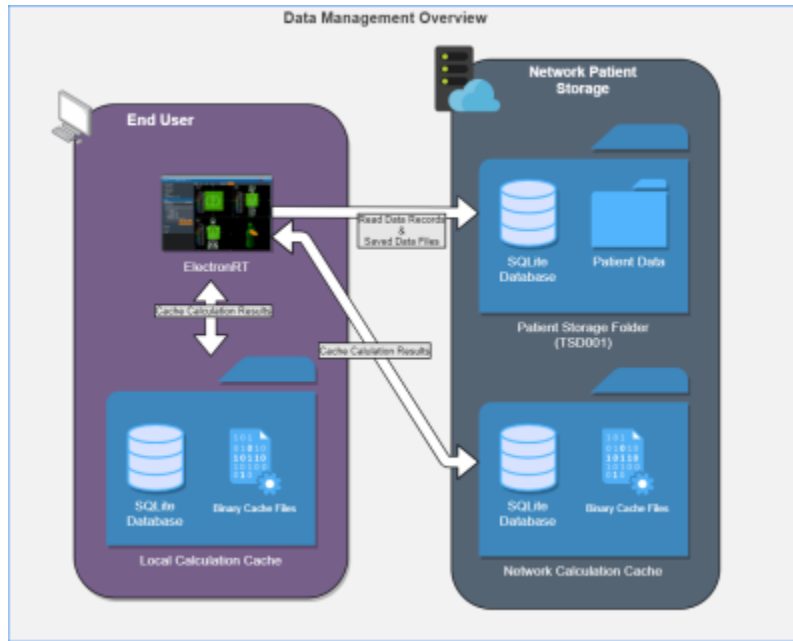 Data Management Overview
Network Patient
Storage
End User
Read Data Records
&
Saved Data Files
ElectronRT
SQLite
Database
Patient Data
Cache Calculation Results
Patient Storage Folder
(TSD001)
Cache Calulation Results
SQLite
Database
Binary Cache Files
Local Calculation Cache
SQLite
Database
Binary Cache Files
Network Calculation Cache